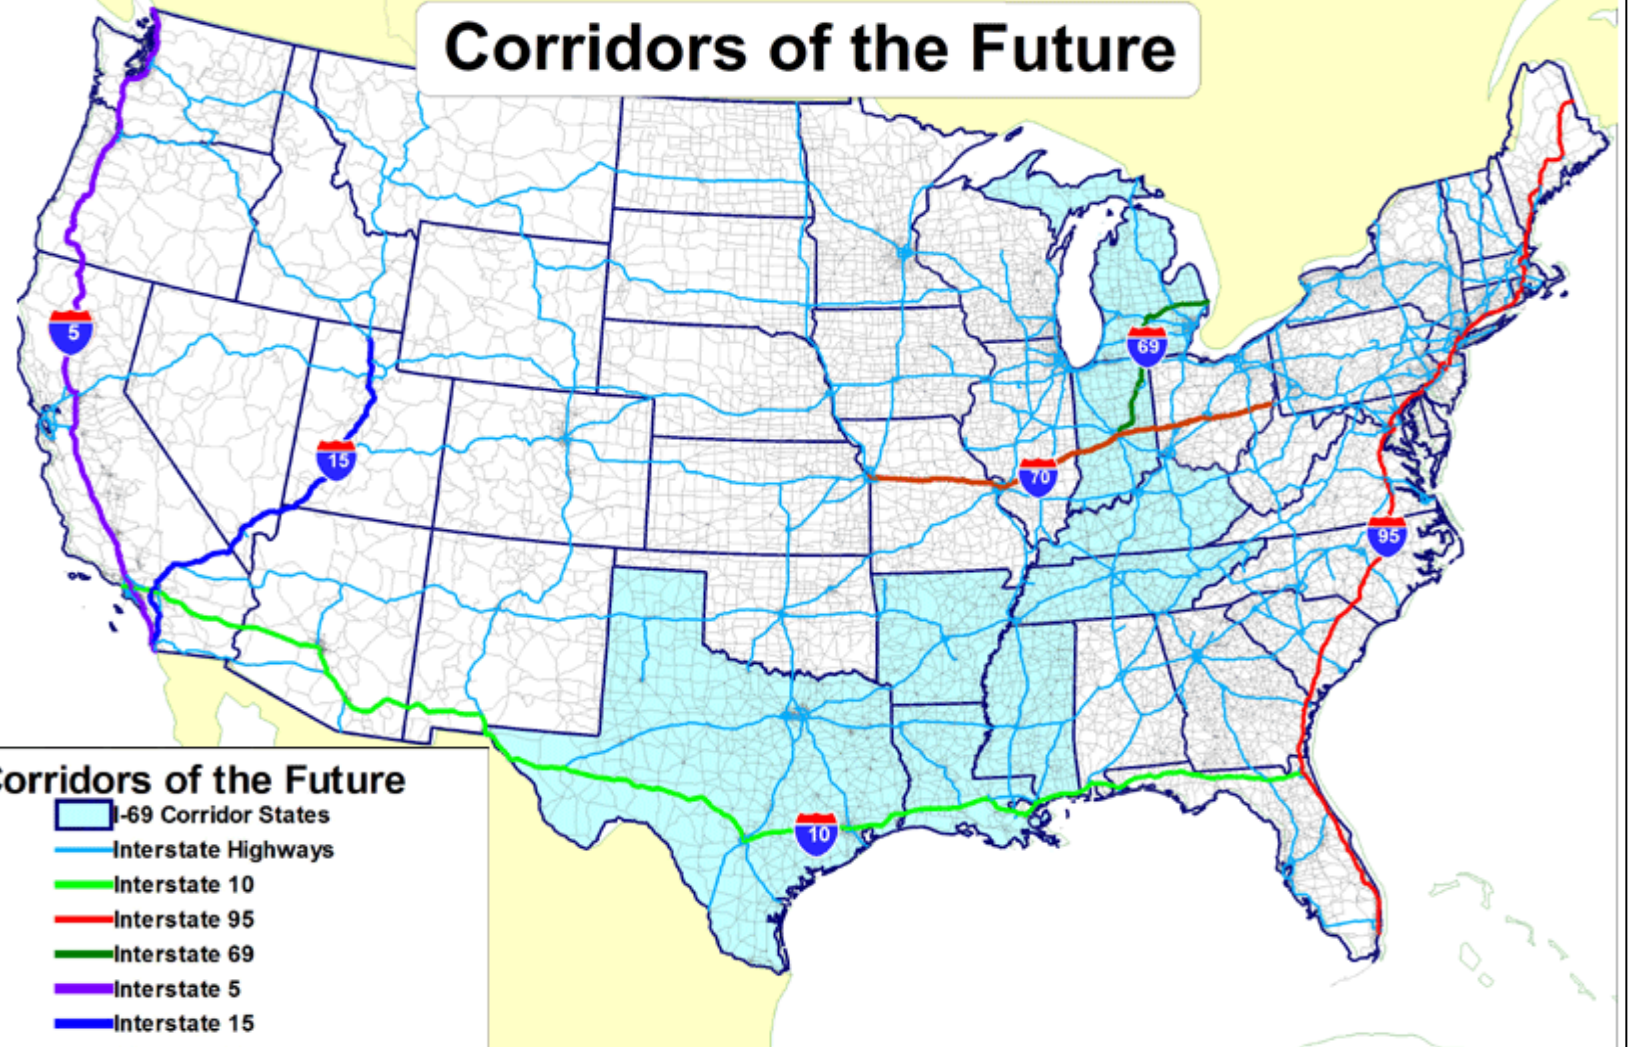 Corridors of the Future
5
15
69
70
95
10
Corridors of the Future
I-69 Corridor States
Interstate Highways
Interstate 10
Interstate 95
Interstate 69
Interstate 5
Interstate 15